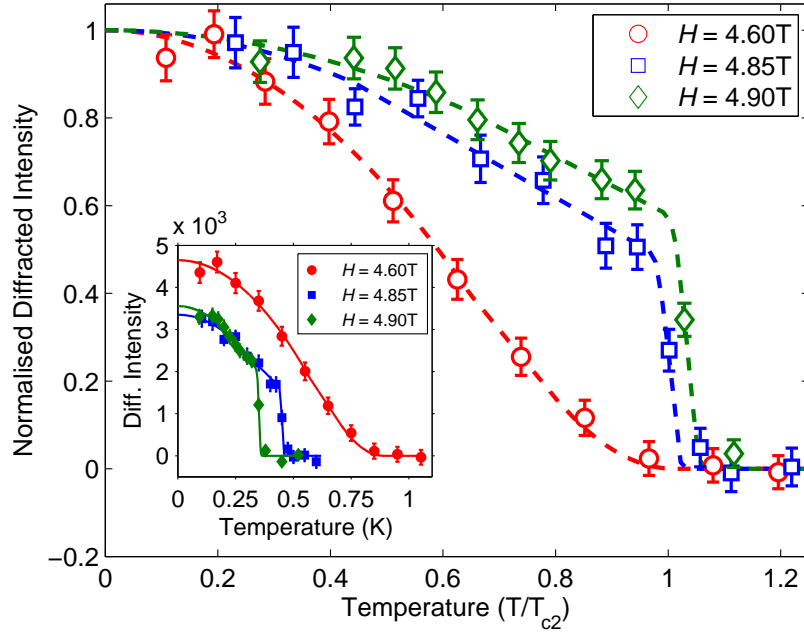 Normalised Diffracted Intensity
1
0.8
0.6
0.4
0.2
0
−0.2
H = 4.60T
H = 4.85T
H = 4.90T
x 10³
5
4
3
2
1
0
Diff. Intensity
H = 4.60T
H = 4.85T
H = 4.90T
0 0.25 0.5 0.75 1
Temperature (K)
0 0.2 0.4 0.6 0.8 1 1.2
Temperature (T/T_c2)